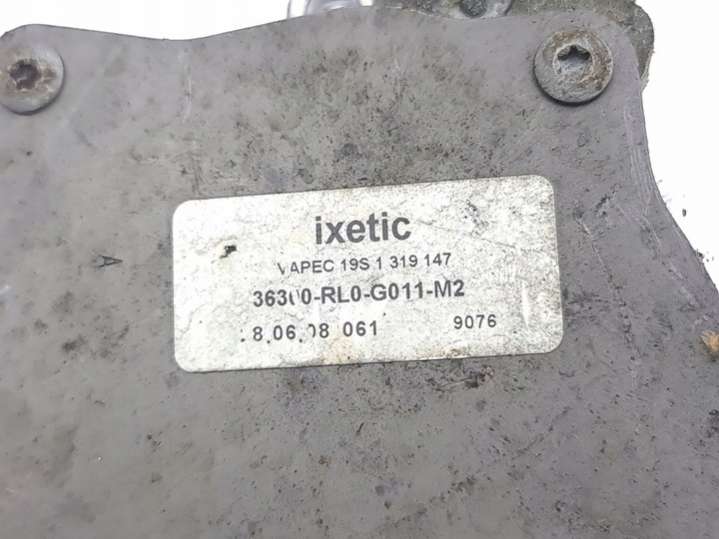 ixetic
VAPEC 19S 1 319 147
36300-RL0-G011-M2
8.06.08 061 9076